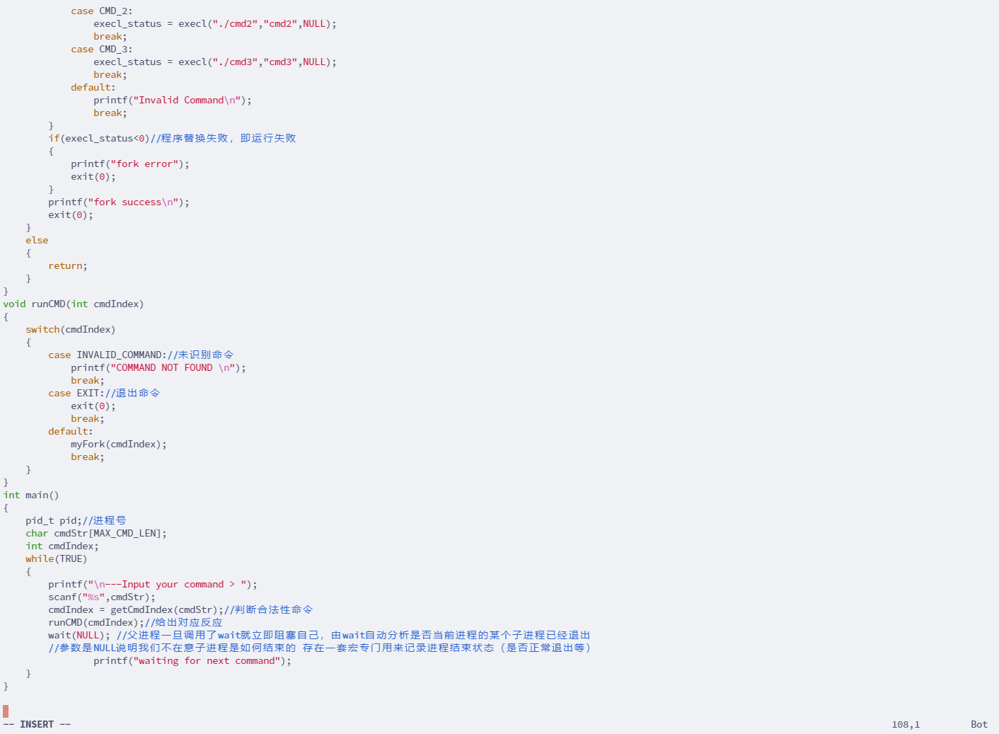 case CMD_2:
execl_status = execl("./cmd2","cmd2",NULL);
break;
case CMD_3:
execl_status = execl("./cmd3","cmd3",NULL);
break;
default:
printf("Invalid Command\n");
break;
}
if(execl_status<0)//程序替换失败，即运行失败
{
printf("fork error");
exit(0);
}
printf("fork success\n");
exit(0);
}
else
{
return;
}
}
void runCMD(int cmdIndex)
{
switch(cmdIndex)
{
case INVALID_COMMAND://未识别命令
printf("COMMAND NOT FOUND \n");
break;
case EXIT://退出命令
exit(0);
break;
default:
myFork(cmdIndex);
break;
}
}
int main()
{
pid_t pid;//进程号
char cmdStr[MAX_CMD_LEN];
int cmdIndex;
while(TRUE)
{
printf("\n---Input your command > ");
scanf("%s",cmdStr);
cmdIndex = getCmdIndex(cmdStr);//判断合法性命令
runCMD(cmdIndex);//给出对应反应
wait(NULL); //父进程一旦调用了wait就立即阻塞自己，由wait自动分析是否当前进程的某个子进程已经退出
//参数是NULL说明我们不在意子进程是如何结束的 存在一套宏专门用来记录进程结束状态（是否正常退出等）
printf("waiting for next command");
}
}
-- INSERT -- 108,1 Bot